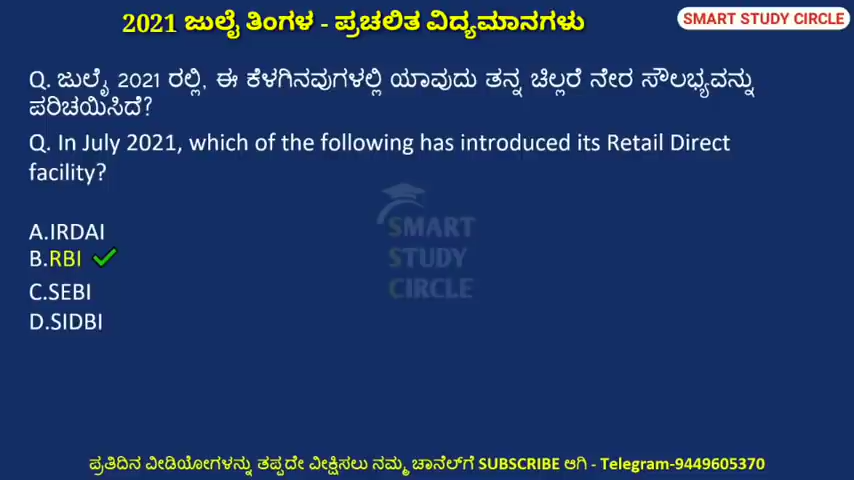 2021 ಜುಲೈ ತಿಂಗಳ - ಪ್ರಚಲಿತ ವಿದ್ಯಮಾನಗಳು
SMART STUDY CIRCLE
Q. ಜುಲೈ 2021 ರಲ್ಲಿ, ಈ ಕೆಳಗಿನವುಗಳಲ್ಲಿ ಯಾವುದು ತನ್ನ ಚಿಲ್ಲರೆ ನೇರ ಸೌಲಭ್ಯವನ್ನು
ಪರಿಚಯಿಸಿದೆ?
Q. In July 2021, which of the following has introduced its Retail Direct
facility?
A.IRDAI
B.RBI
C.SEBI
D.SIDBI
SMART
STUDY
CIRCLE
ಪ್ರತಿದಿನ ವೀಡಿಯೋಗಳನ್ನು ತಪ್ಪದೇ ವೀಕ್ಷಿಸಲು ನಮ್ಮ ಚಾನೆಲ್‌ಗೆ SUBSCRIBE ಆಗಿ - Telegram-9449605370